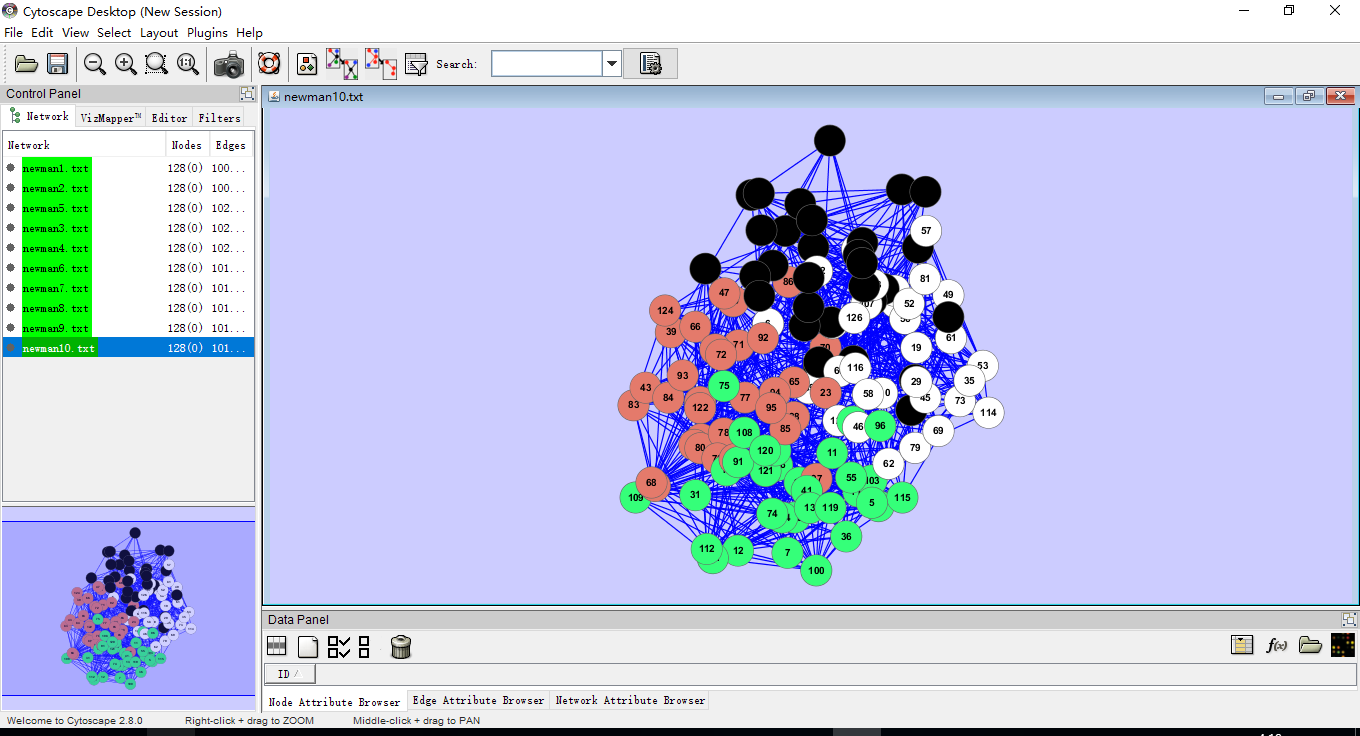 Cytoscape Desktop (New Session)
File Edit View Select Layout Plugins Help
Search:
Control Panel
newman10.txt
Network VizMapper™ Editor Filters
Network Nodes Edges
newman1.txt 128(0) 100...
newman2.txt 128(0) 100...
newman5.txt 128(0) 102...
newman3.txt 128(0) 102...
newman4.txt 128(0) 102...
newman6.txt 128(0) 101...
newman7.txt 128(0) 101...
newman8.txt 128(0) 101...
newman9.txt 128(0) 101...
newman10.txt 128(0) 101...
57
81
86
47 49
52
124
126
39 66
61
92
71 19
72
53
116
93 65 35
75 29
43 23
58
84 77 45 73
83 122 95 114
46 96
85 69
78 108
80 79
120 11
91 62
121
55 103
68
41
109 31 115
5
119
74
36
112 12 7
100
Data Panel
f(x)
ID /
Node Attribute Browser Edge Attribute Browser Network Attribute Browser
Welcome to Cytoscape 2.8.0 Right-click + drag to ZOOM Middle-click + drag to PAN